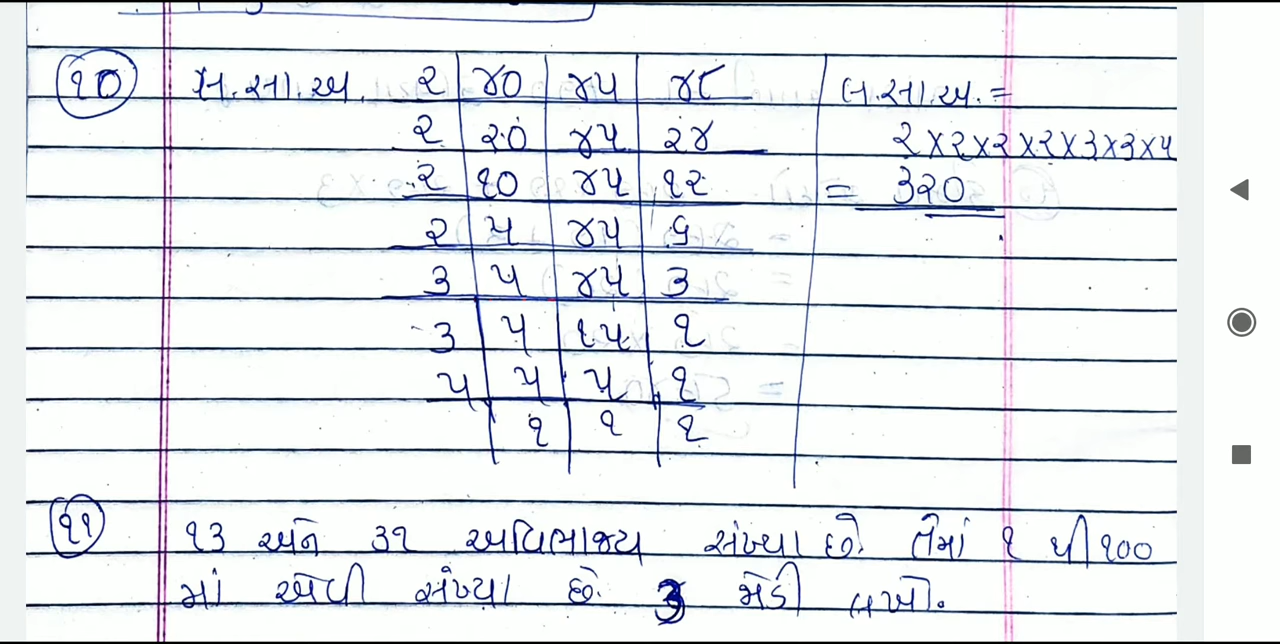 ૧૦ લ.સા.અ. ૨ ૪૦ ૪૫ ૪૮ લ.સા.અ. =
૨ ૨૦ ૪૫ ૨૪ ૨×૨×૨×૨×૩×૩×૫
૨ ૧૦ ૪૫ ૧૨ = ૩૨૦
૨ ૫ ૪૫ ૬
૩ ૫ ૪૫ ૩
૩ ૫ ૧૫ ૧
૫ ૫ ૫ ૧
૧ ૧ ૧
૧૧ ૧૩ અને ૩૧ અવિભાજ્ય સંખ્યા છે. તેમાં ૧ થી ૧૦૦
માં એવી સંખ્યા છે. ૩ જોડી લખો.